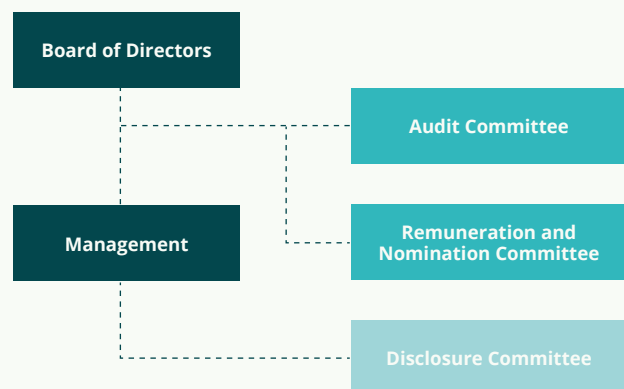 Board of Directors
Audit Committee
Management
Remuneration and
Nomination Committee
Disclosure Committee